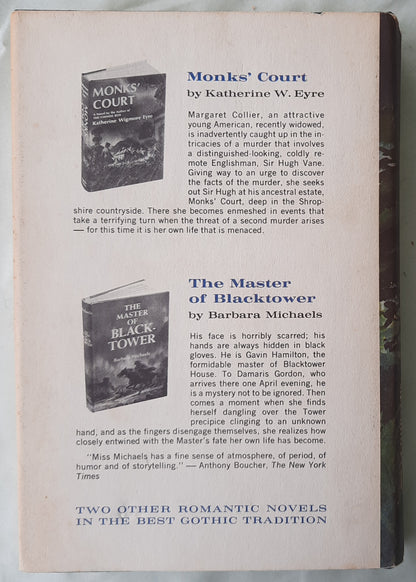 MONKS'
COURT
A Novel by the Author of
Katherine Wigmore Eyre
Monks' Court
by Katherine W. Eyre
Margaret Collier, an attractive
young American, recently widowed,
is inadvertently caught up in the in-
tricacies of a murder that involves
a distinguished-looking, coldly re-
mote Englishman, Sir Hugh Vane.
Giving way to an urge to discover
the facts of the murder, she seeks
out Sir Hugh at his ancestral estate,
Monks' Court, deep in the Shrop-
shire countryside. There she becomes enmeshed in events that
take a terrifying turn when the threat of a second murder arises
— for this time it is her own life that is menaced.
THE
MASTER
OF
BLACK-
TOWER
Barbara Michaels
The Master
of Blacktower
by Barbara Michaels
His face is horribly scarred; his
hands are always hidden in black
gloves. He is Gavin Hamilton, the
formidable master of Blacktower
House. To Damaris Gordon, who
arrives there one April evening, he
is a mystery not to be ignored. Then
comes a moment when she finds
herself dangling over the Tower
precipice clinging to an unknown
hand, and as the fingers disengage themselves, she realizes how
closely entwined with the Master's fate her own life has become.
"Miss Michaels has a fine sense of atmosphere, of period, of
humor and of storytelling." — Anthony Boucher, The New York
Times
TWO OTHER ROMANTIC NOVELS
IN THE BEST GOTHIC TRADITION